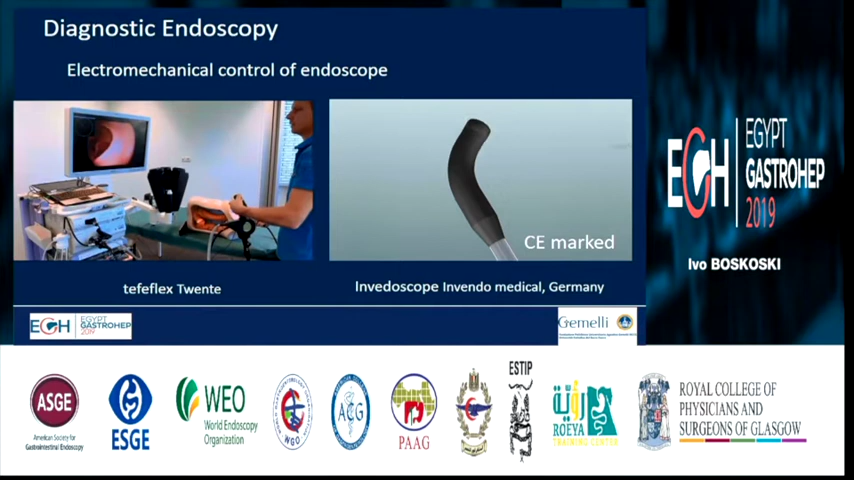 Diagnostic Endoscopy
Electromechanical control of endoscope
CE marked
tefeflex Twente
Invedoscope Invendo medical, Germany
EGH
EGYPT
GASTROHEP
2019
Gemelli
EGH
EGYPT
GASTROHEP
2019
Ivo BOSKOSKI
ASGE
American Society for
Gastrointestinal Endoscopy
ESGE
WEO
World Endoscopy
Organization
WGO
ACG
PAAG
ESTIP
رؤية
ROEYA
TRAINING CENTER
ROYAL COLLEGE OF
PHYSICIANS AND
SURGEONS OF GLASGOW